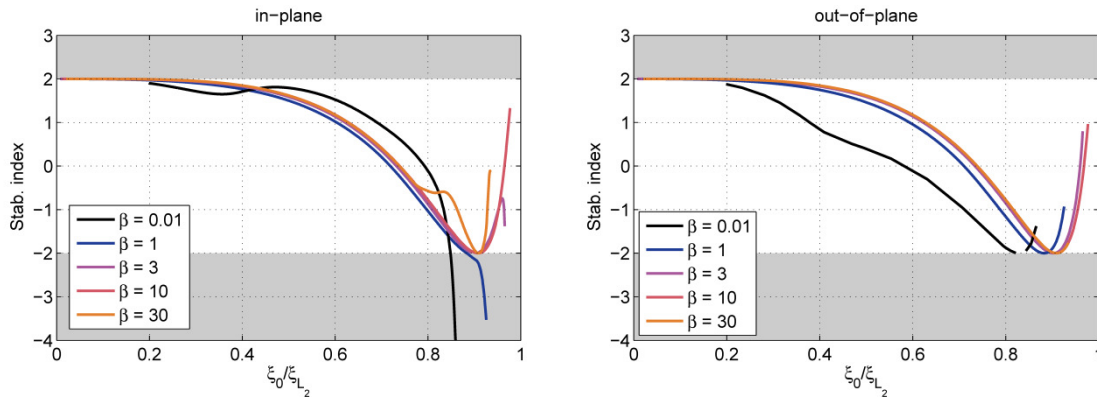 in-plane
3
2
1
0
−1
−2
−3
−4
Stab. index
β = 0.01
β = 1
β = 3
β = 10
β = 30
0
0.2
0.4
0.6
0.8
1
ξ0/ξL2
out-of-plane
3
2
1
0
−1
−2
−3
−4
Stab. index
β = 0.01
β = 1
β = 3
β = 10
β = 30
0
0.2
0.4
0.6
0.8
1
ξ0/ξL2